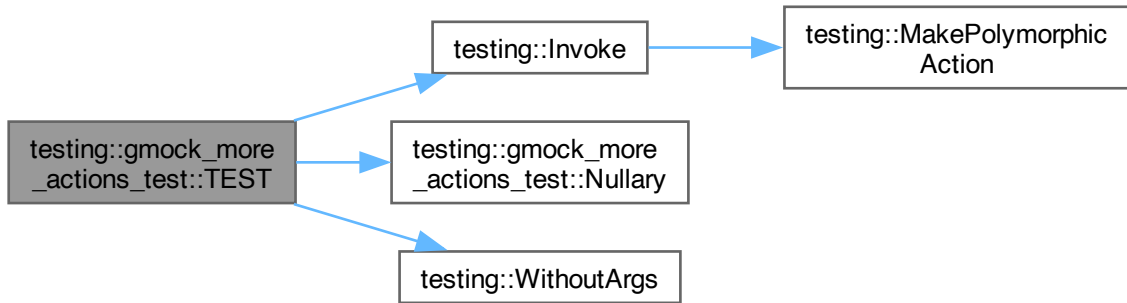 testing::Invoke
testing::MakePolymorphic
Action
testing::gmock_more
_actions_test::TEST
testing::gmock_more
_actions_test::Nullary
testing::WithoutArgs